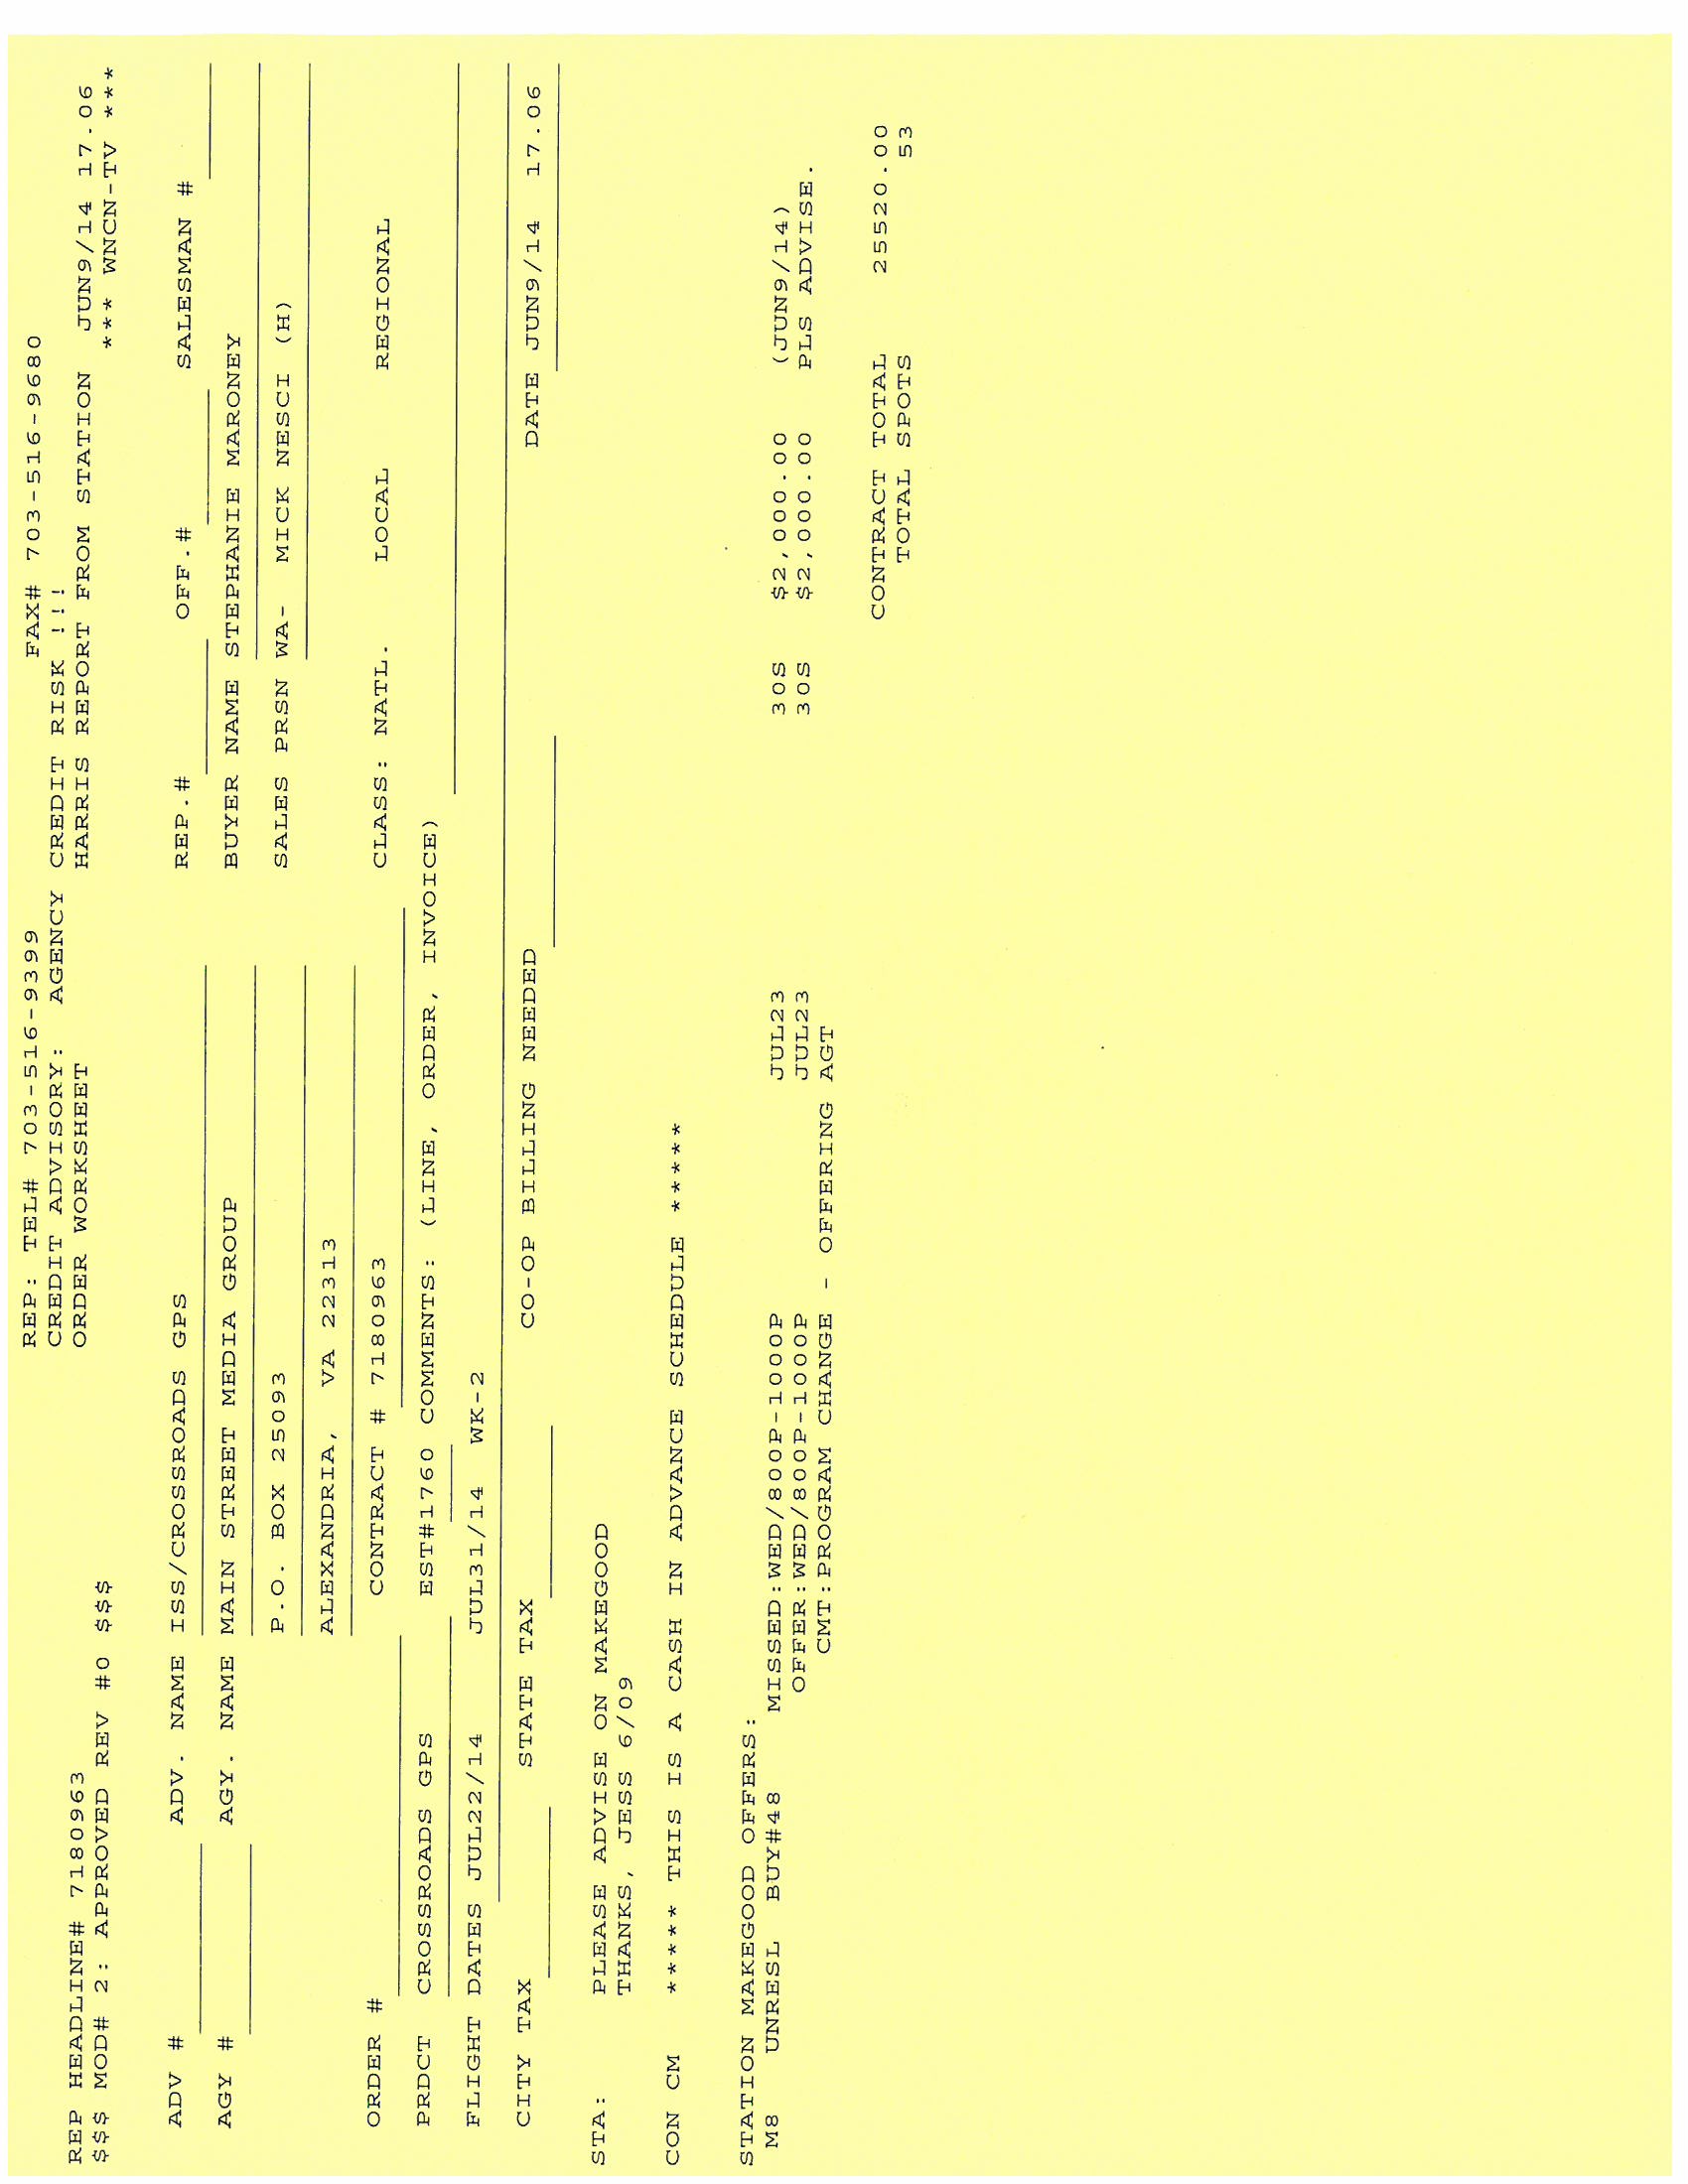 REP: TEL# 703-516-9399 FAX# 703-516-9680
CREDIT ADVISORY: AGENCY CREDIT RISK !!!
REP HEADLINE# 7180963 ORDER WORKSHEET HARRIS REPORT FROM STATION JUN9/14 17.06
$$$ MOD# 2: APPROVED REV #0 $$$ *** WNCN-TV ***
ADV # ADV. NAME ISS/CROSSROADS GPS REP.# OFF.# SALESMAN #
AGY # AGY. NAME MAIN STREET MEDIA GROUP BUYER NAME STEPHANIE MARONEY
P.O. BOX 25093 SALES PRSN WA- MICK NESCI (H)
ALEXANDRIA, VA 22313
ORDER # CONTRACT # 7180963 CLASS: NATL. LOCAL REGIONAL
PRDCT CROSSROADS GPS EST#1760 COMMENTS: (LINE, ORDER, INVOICE)
FLIGHT DATES JUL22/14 JUL31/14 WK-2
CITY TAX STATE TAX CO-OP BILLING NEEDED DATE JUN9/14 17.06
STA: PLEASE ADVISE ON MAKEGOOD
THANKS, JESS 6/09
CON CM ***** THIS IS A CASH IN ADVANCE SCHEDULE *****
STATION MAKEGOOD OFFERS:
M8 UNRESL BUY#48 MISSED:WED/800P-1000P JUL23 30S $2,000.00 (JUN9/14)
OFFER:WED/800P-1000P JUL23 30S $2,000.00 PLS ADVISE.
CMT:PROGRAM CHANGE - OFFERING AGT
CONTRACT TOTAL 25520.00
TOTAL SPOTS 53